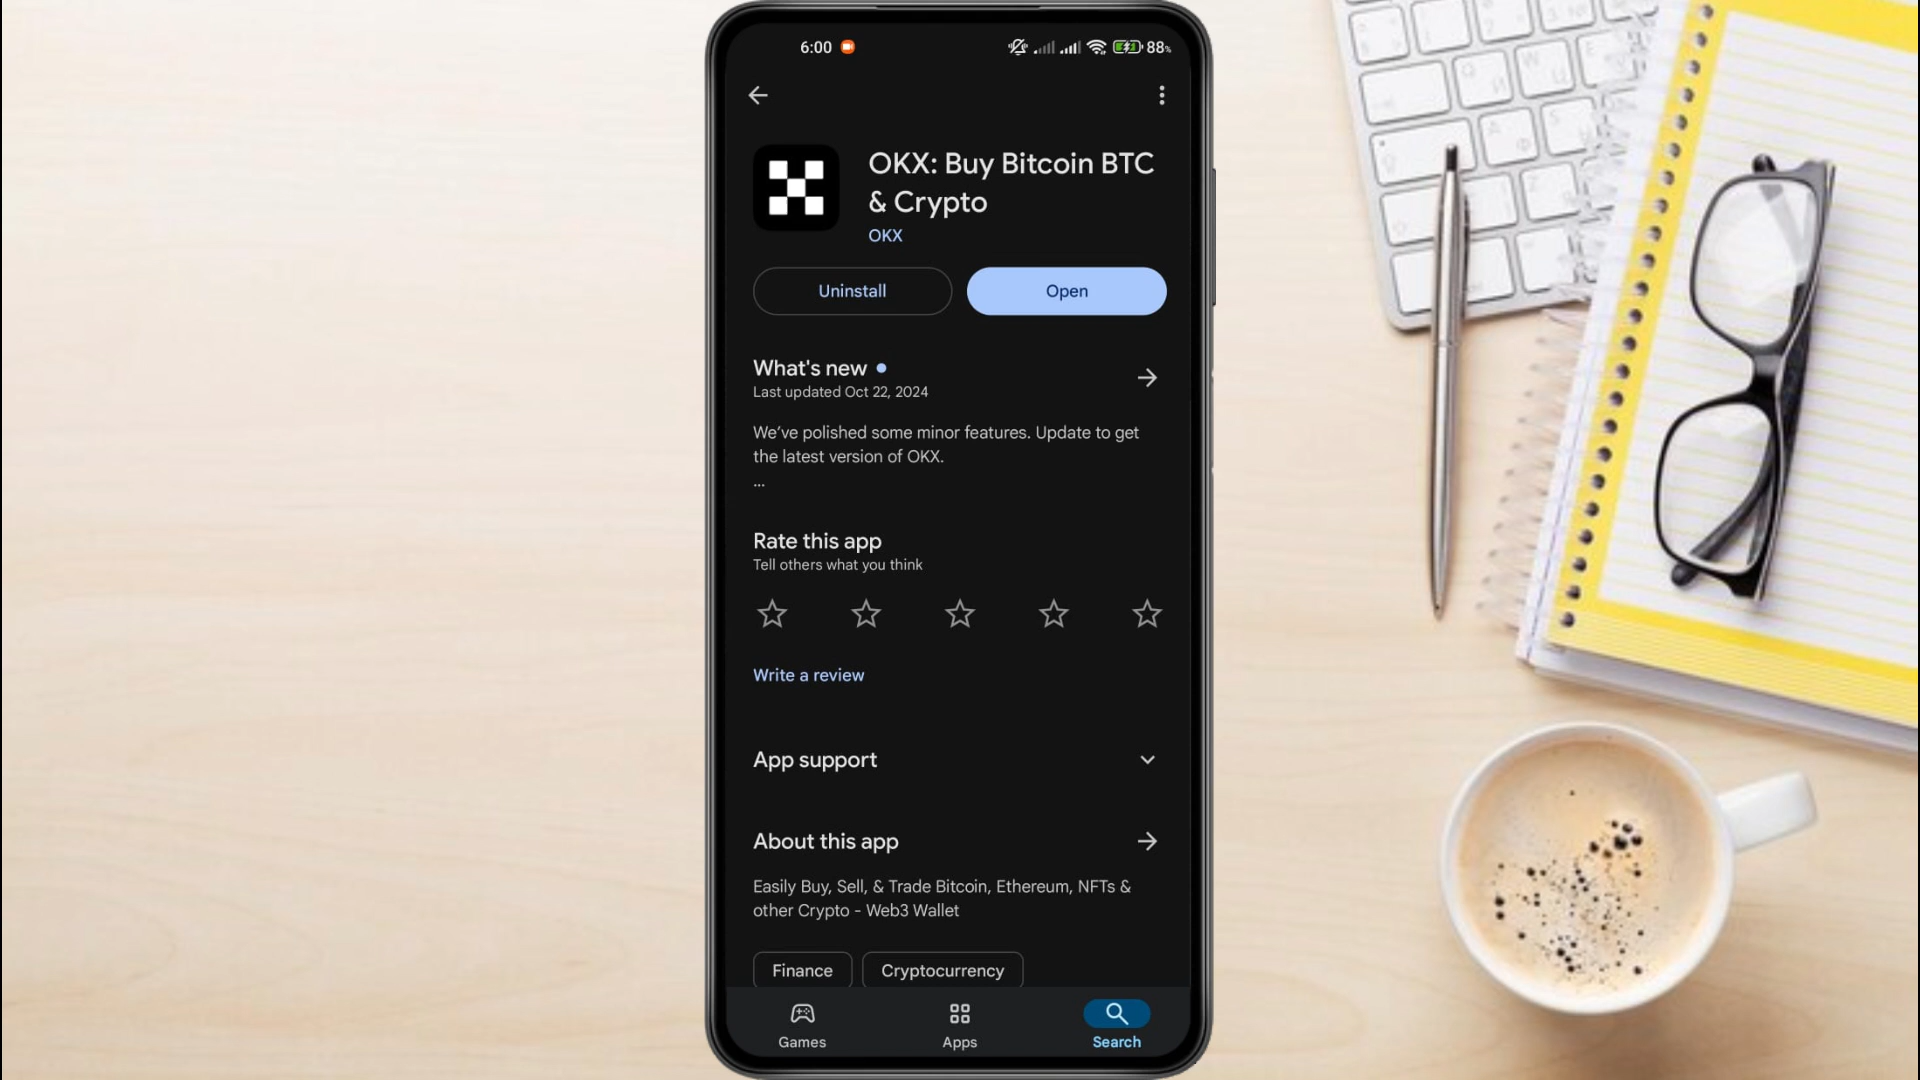 6:00
88%
OKX: Buy Bitcoin BTC
& Crypto
OKX
Uninstall
Open
What's new
Last updated Oct 22, 2024
We've polished some minor features. Update to get
the latest version of OKX.
...
Rate this app
Tell others what you think
Write a review
App support
About this app
Easily Buy, Sell, & Trade Bitcoin, Ethereum, NFTs &
other Crypto - Web3 Wallet
Finance
Cryptocurrency
Games
Apps
Search